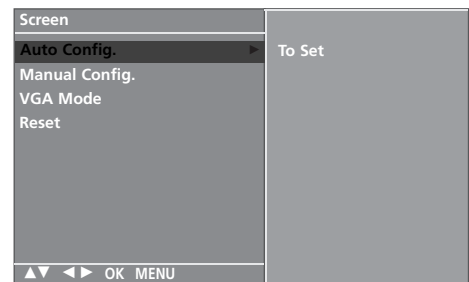 Screen
Auto Config. ► To Set
Manual Config.
VGA Mode
Reset
▲▼ ◄► OK MENU